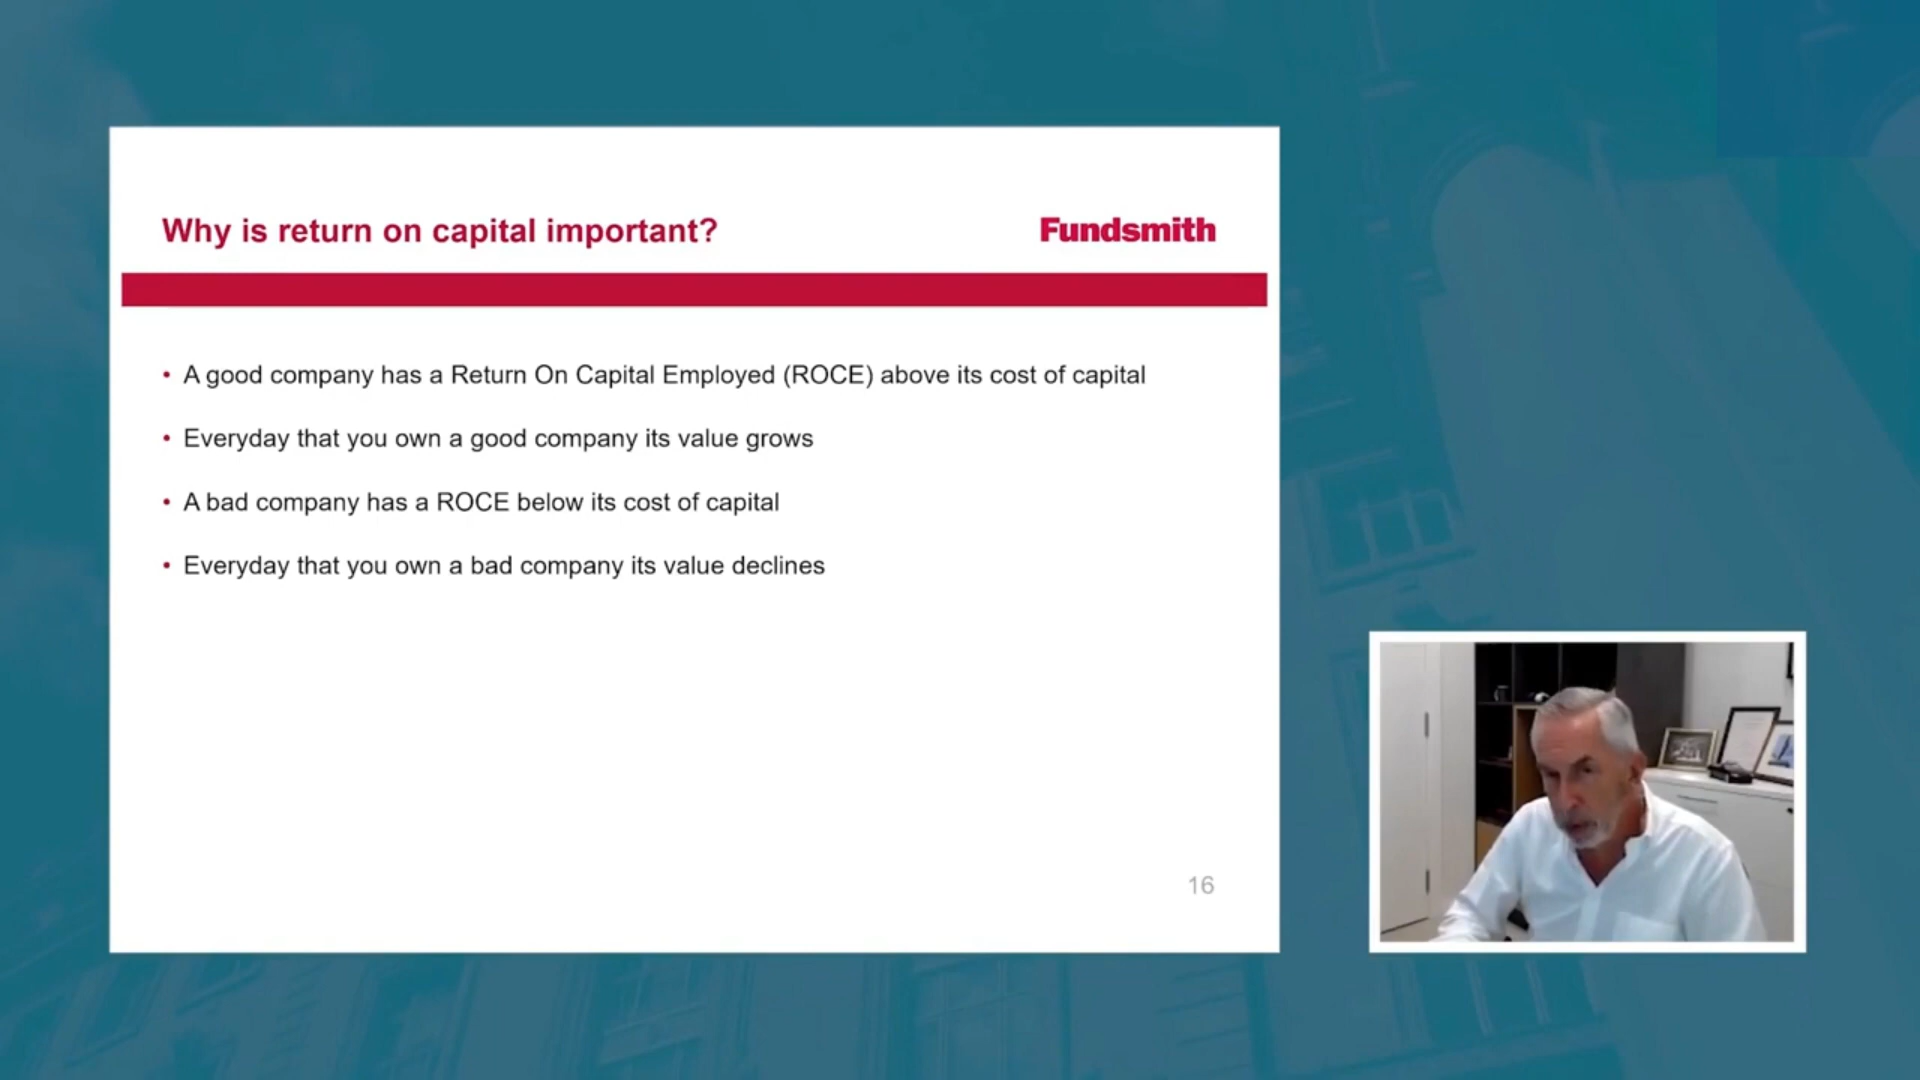 Why is return on capital important?
Fundsmith
• A good company has a Return On Capital Employed (ROCE) above its cost of capital
• Everyday that you own a good company its value grows
• A bad company has a ROCE below its cost of capital
• Everyday that you own a bad company its value declines
16